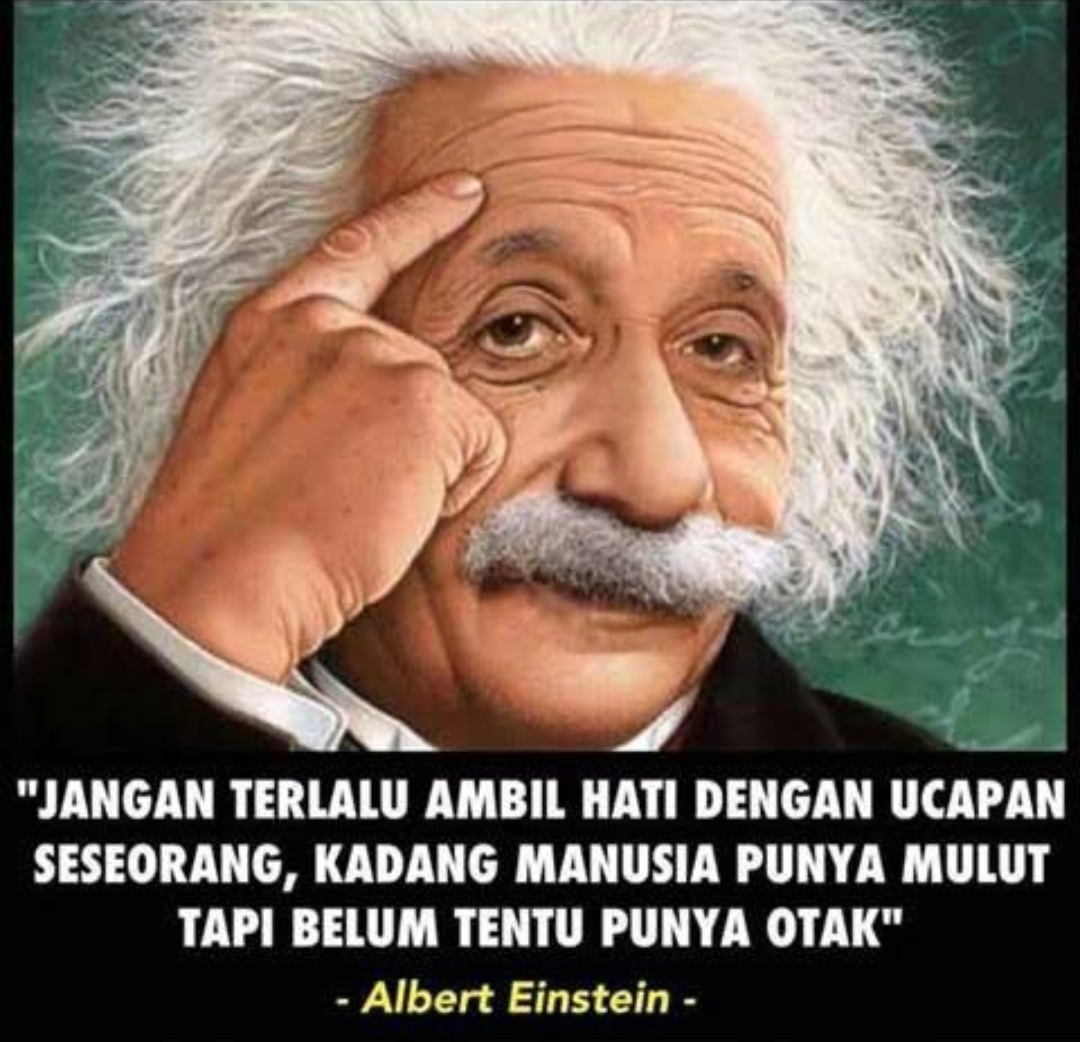 "JANGAN TERLALU AMBIL HATI DENGAN UCAPAN
SESEORANG, KADANG MANUSIA PUNYA MULUT
TAPI BELUM TENTU PUNYA OTAK"
- Albert Einstein -